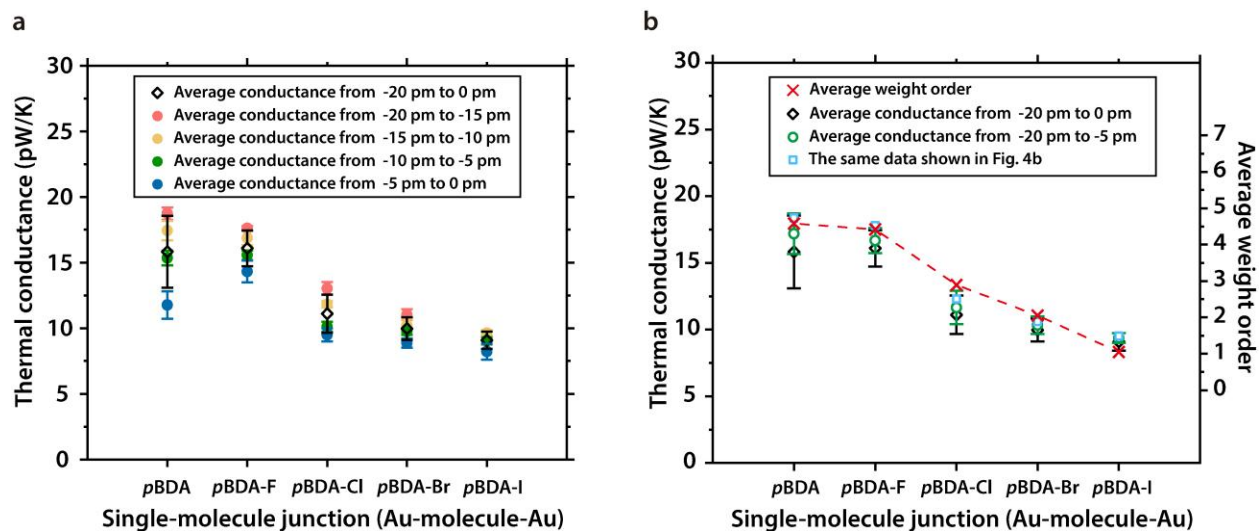 a
30
25
20
15
10
5
0
Thermal conductance (pW/K)
Average conductance from -20 pm to 0 pm
Average conductance from -20 pm to -15 pm
Average conductance from -15 pm to -10 pm
Average conductance from -10 pm to -5 pm
Average conductance from -5 pm to 0 pm
pBDA pBDA-F pBDA-Cl pBDA-Br pBDA-I
Single-molecule junction (Au-molecule-Au)
b
30
25
20
15
10
5
0
Thermal conductance (pW/K)
Average weight order
Average conductance from -20 pm to 0 pm
Average conductance from -20 pm to -5 pm
The same data shown in Fig. 4b
7
6
5
4
3
2
1
0
Average weight order
pBDA pBDA-F pBDA-Cl pBDA-Br pBDA-I
Single-molecule junction (Au-molecule-Au)